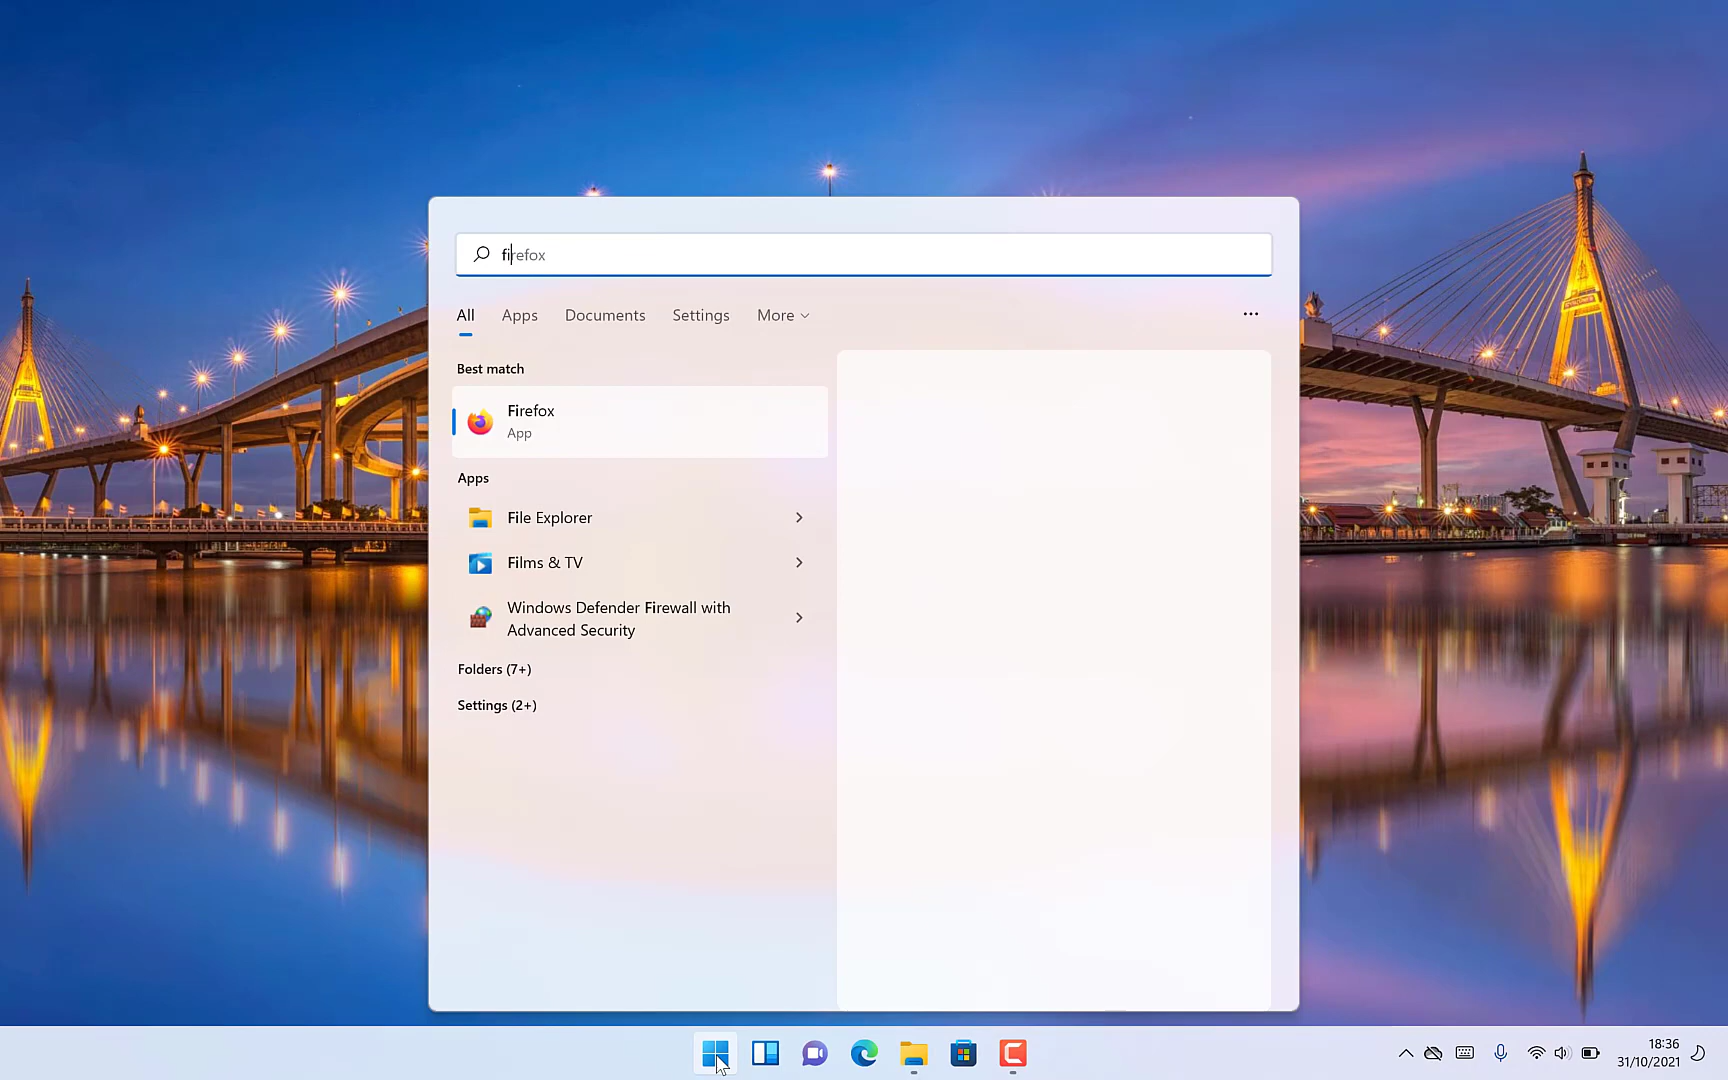 firefox
All Apps Documents Settings More
Best match
Firefox
App
Apps
File Explorer
Films & TV
Windows Defender Firewall with
Advanced Security
Folders (7+)
Settings (2+)
18:36
31/10/2021